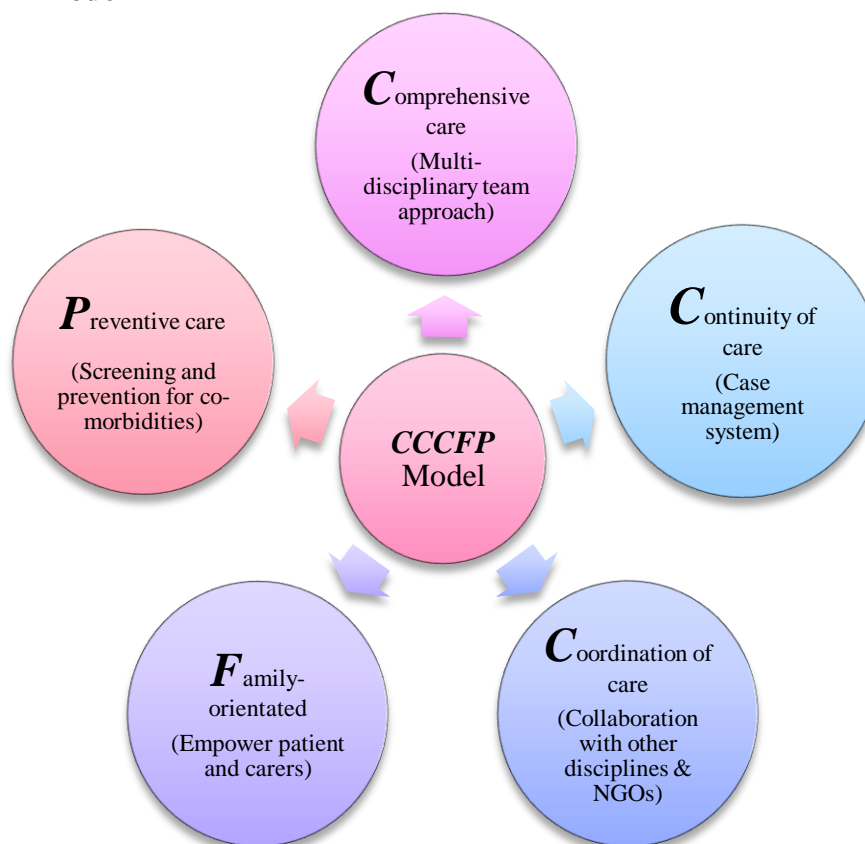 Comprehensive
care
(Multi-
disciplinary team
approach)
Continuity of
care
(Case
management
system)
Coordination of
care
(Collaboration
with other
disciplines &
NGOs)
Family-
orientated
(Empower patient
and carers)
Preventive care
(Screening and
prevention for co-
morbidities)
CCCFP
Model